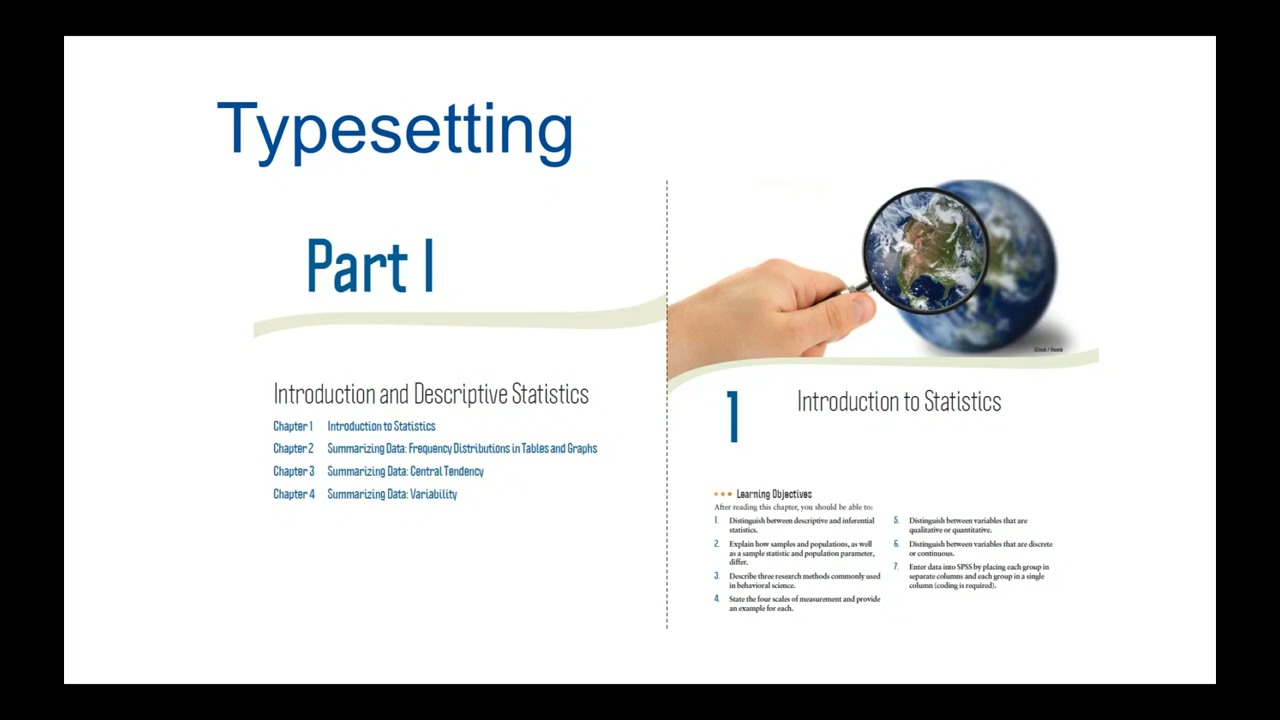 Typesetting
Part I
Introduction and Descriptive Statistics
Chapter 1 Introduction to Statistics
Chapter 2 Summarizing Data: Frequency Distributions in Tables and Graphs
Chapter 3 Summarizing Data: Central Tendency
Chapter 4 Summarizing Data: Variability
1 Introduction to Statistics
Learning Objectives
After reading this chapter, you should be able to:
1. Distinguish between descriptive and inferential
statistics.
2. Explain how samples and populations, as well
as a sample statistic and population parameter,
differ.
3. Describe three research methods commonly used
in behavioral science.
4. State the four scales of measurement and provide
an example for each.
5. Distinguish between variables that are
qualitative or quantitative.
6. Distinguish between variables that are discrete
or continuous.
7. Enter data into SPSS by placing each group in
separate columns and each group in a single
column (coding is required).